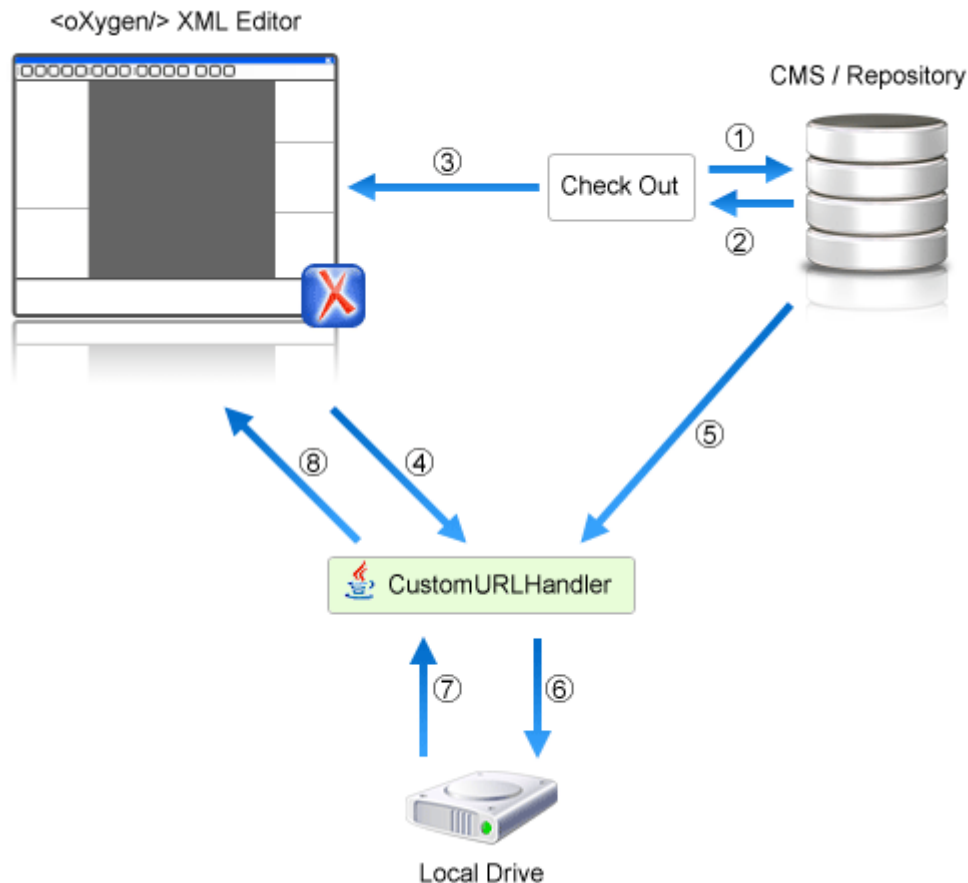 <oXygen/> XML Editor
CMS / Repository
①
③
Check Out
②
⑤
⑧
④
CustomURLHandler
⑦
⑥
Local Drive